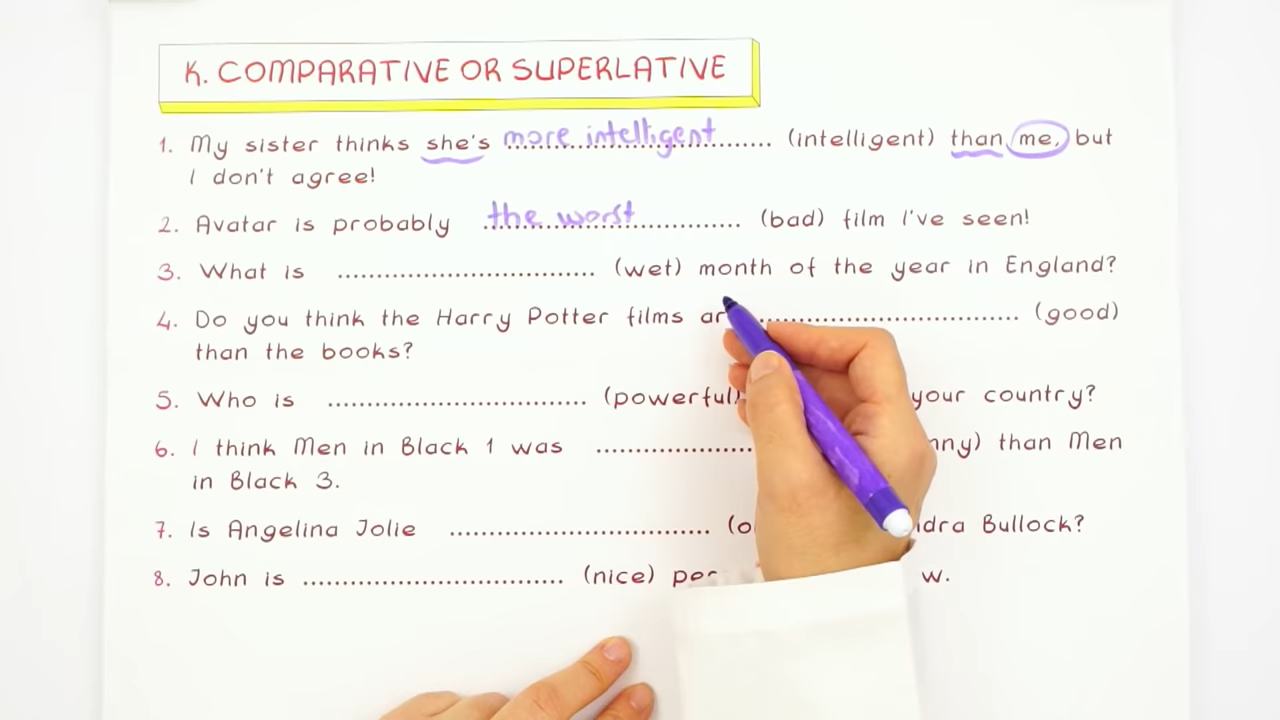 K. COMPARATIVE OR SUPERLATIVE
1. My sister thinks she's more intelligent (intelligent) than me, but
I don't agree!
2. Avatar is probably the worst (bad) film I've seen!
3. What is .................... (wet) month of the year in England?
4. Do you think the Harry Potter films .................... (good)
than the books?
5. Who is .................... (powerful) your country?
6. I think Men in Black 1 was .................... than Men
in Black 3.
7. Is Angelina Jolie .................... Bullock?
8. John is .................... (nice)